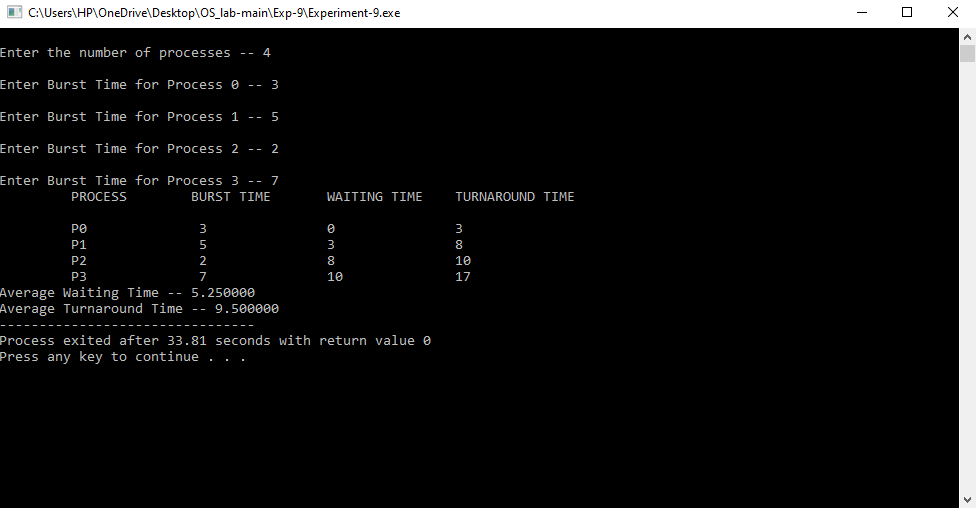 C:\Users\HP\OneDrive\Desktop\OS_lab-main\Exp-9\Experiment-9.exe
Enter the number of processes -- 4
Enter Burst Time for Process 0 -- 3
Enter Burst Time for Process 1 -- 5
Enter Burst Time for Process 2 -- 2
Enter Burst Time for Process 3 -- 7
PROCESS BURST TIME WAITING TIME TURNAROUND TIME
P0 3 0 3
P1 5 3 8
P2 2 8 10
P3 7 10 17
Average Waiting Time -- 5.250000
Average Turnaround Time -- 9.500000
--------------------------------
Process exited after 33.81 seconds with return value 0
Press any key to continue . . .